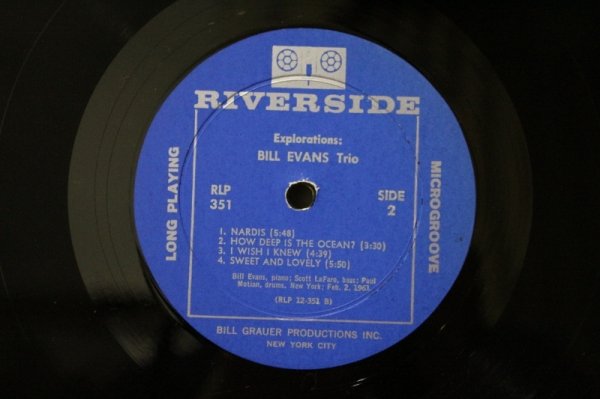 RIVERSIDE
Explorations:
BILL EVANS Trio
LONG PLAYING
MICROGROOVE
RLP
351
SIDE
2
1. NARDIS (5:48)
2. HOW DEEP IS THE OCEAN? (3:30)
3. I WISH I KNEW (4:39)
4. SWEET AND LOVELY (5:50)
Bill Evans, piano; Scott LaFaro, bass; Paul
Motian, drums, New York; Feb. 2, 1961
(RLP 12-351 B)
BILL GRAUER PRODUCTIONS INC.
NEW YORK CITY